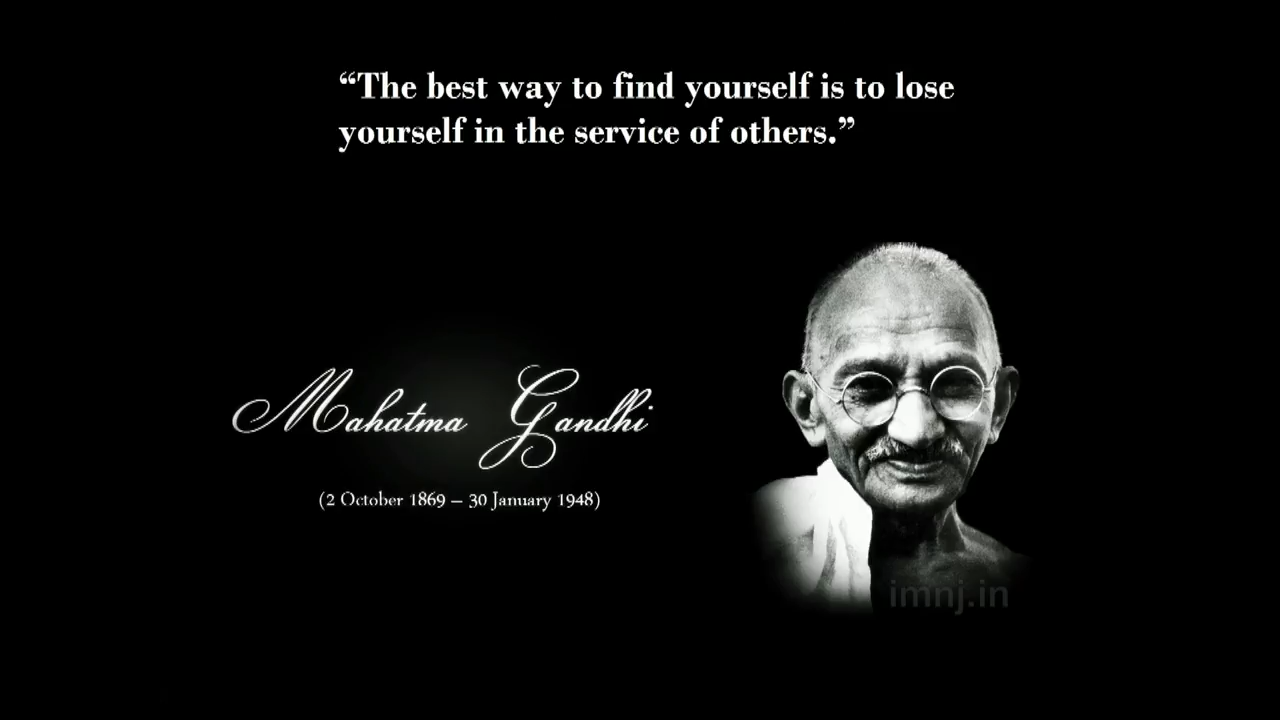 “The best way to find yourself is to lose
yourself in the service of others.”
Mahatma Gandhi
(2 October 1869 – 30 January 1948)
imnj.in